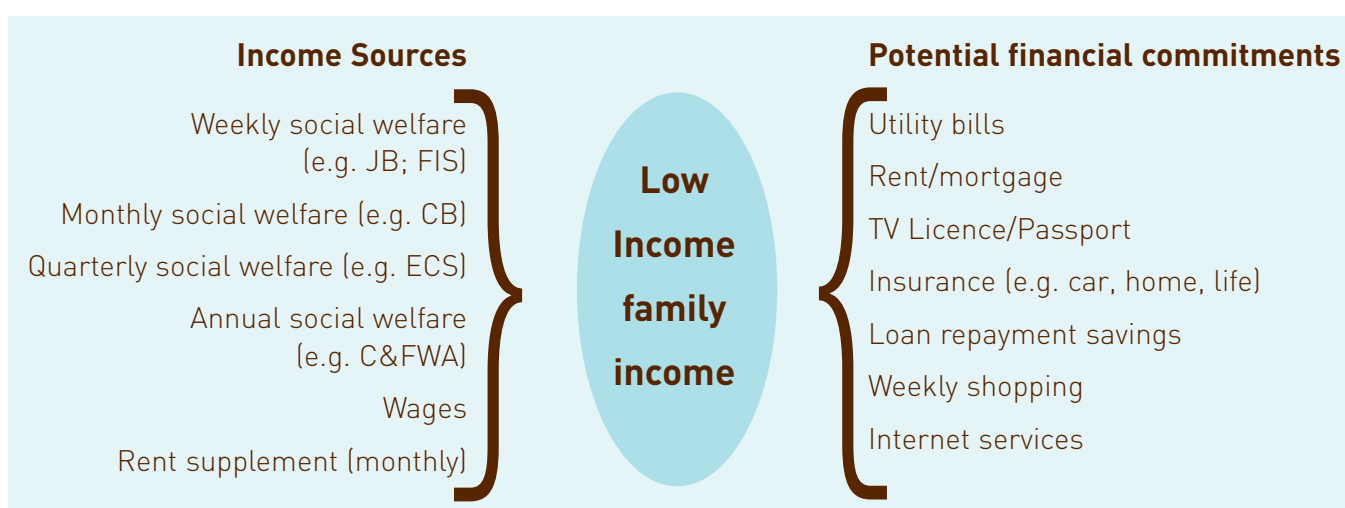 Income Sources
Weekly social welfare
(e.g. JB; FIS)
Monthly social welfare (e.g. CB)
Quarterly social welfare (e.g. ECS)
Annual social welfare
(e.g. C&FWA)
Wages
Rent supplement (monthly)
Low
Income
family
income
Potential financial commitments
Utility bills
Rent/mortgage
TV Licence/Passport
Insurance (e.g. car, home, life)
Loan repayment savings
Weekly shopping
Internet services